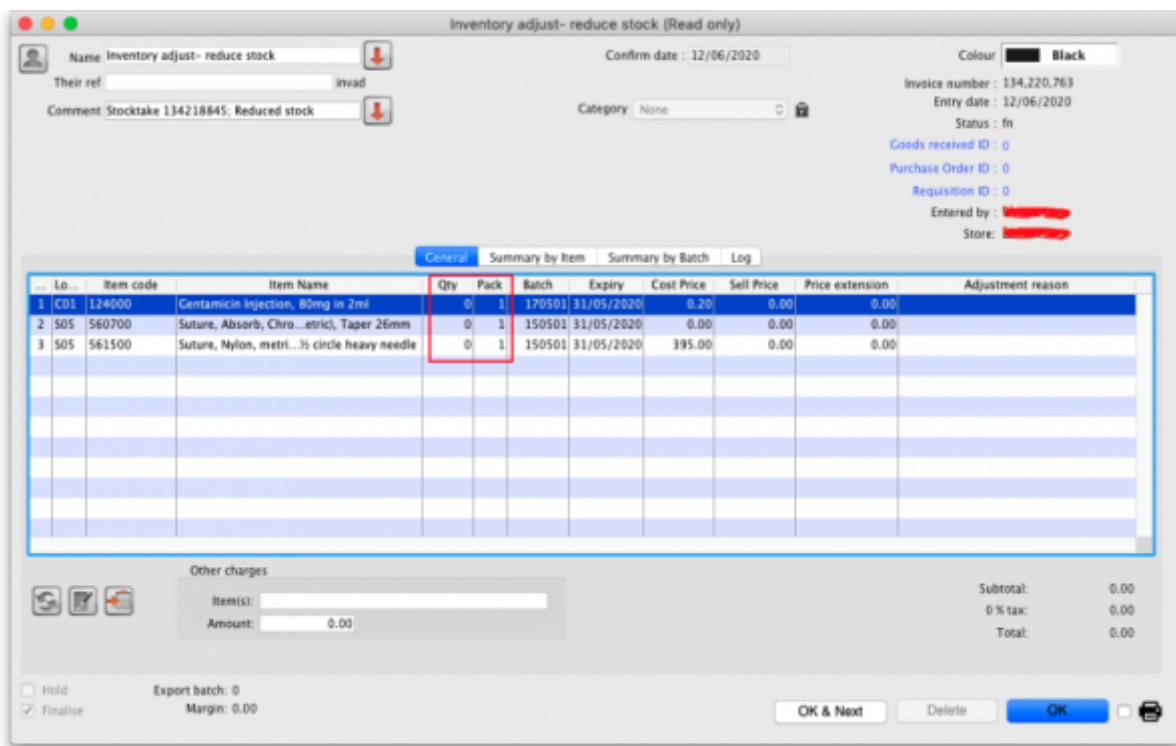 Inventory adjust- reduce stock (Read only)
Name Inventory adjust- reduce stock
Confirm date : 12/06/2020
Colour Black
Their ref invad
Invoice number : 134,220,763
Comment Stocktake 134218845; Reduced stock
Category None
Entry date : 12/06/2020
Status : fn
Goods received ID : 0
Purchase Order ID : 0
Requisition ID : 0
Entered by :
Store:
General Summary by Item Summary by Batch Log
... Lo... Item code Item Name Qty Pack Batch Expiry Cost Price Sell Price Price extension Adjustment reason
1 C01 124000 Gentamicin Injection, 80mg in 2ml 0 1 170501 31/05/2020 0.20 0.00 0.00
2 S05 560700 Suture, Absorb, Chro...etric), Taper 26mm 0 1 150501 31/05/2020 0.00 0.00 0.00
3 S05 561500 Suture, Nylon, metri...½ circle heavy needle 0 1 150501 31/05/2020 395.00 0.00 0.00
Other charges
Item(s):
Amount: 0.00
Subtotal: 0.00
0 % tax: 0.00
Total: 0.00
Hold
Export batch: 0
Finalise
Margin: 0.00
OK & Next Delete OK